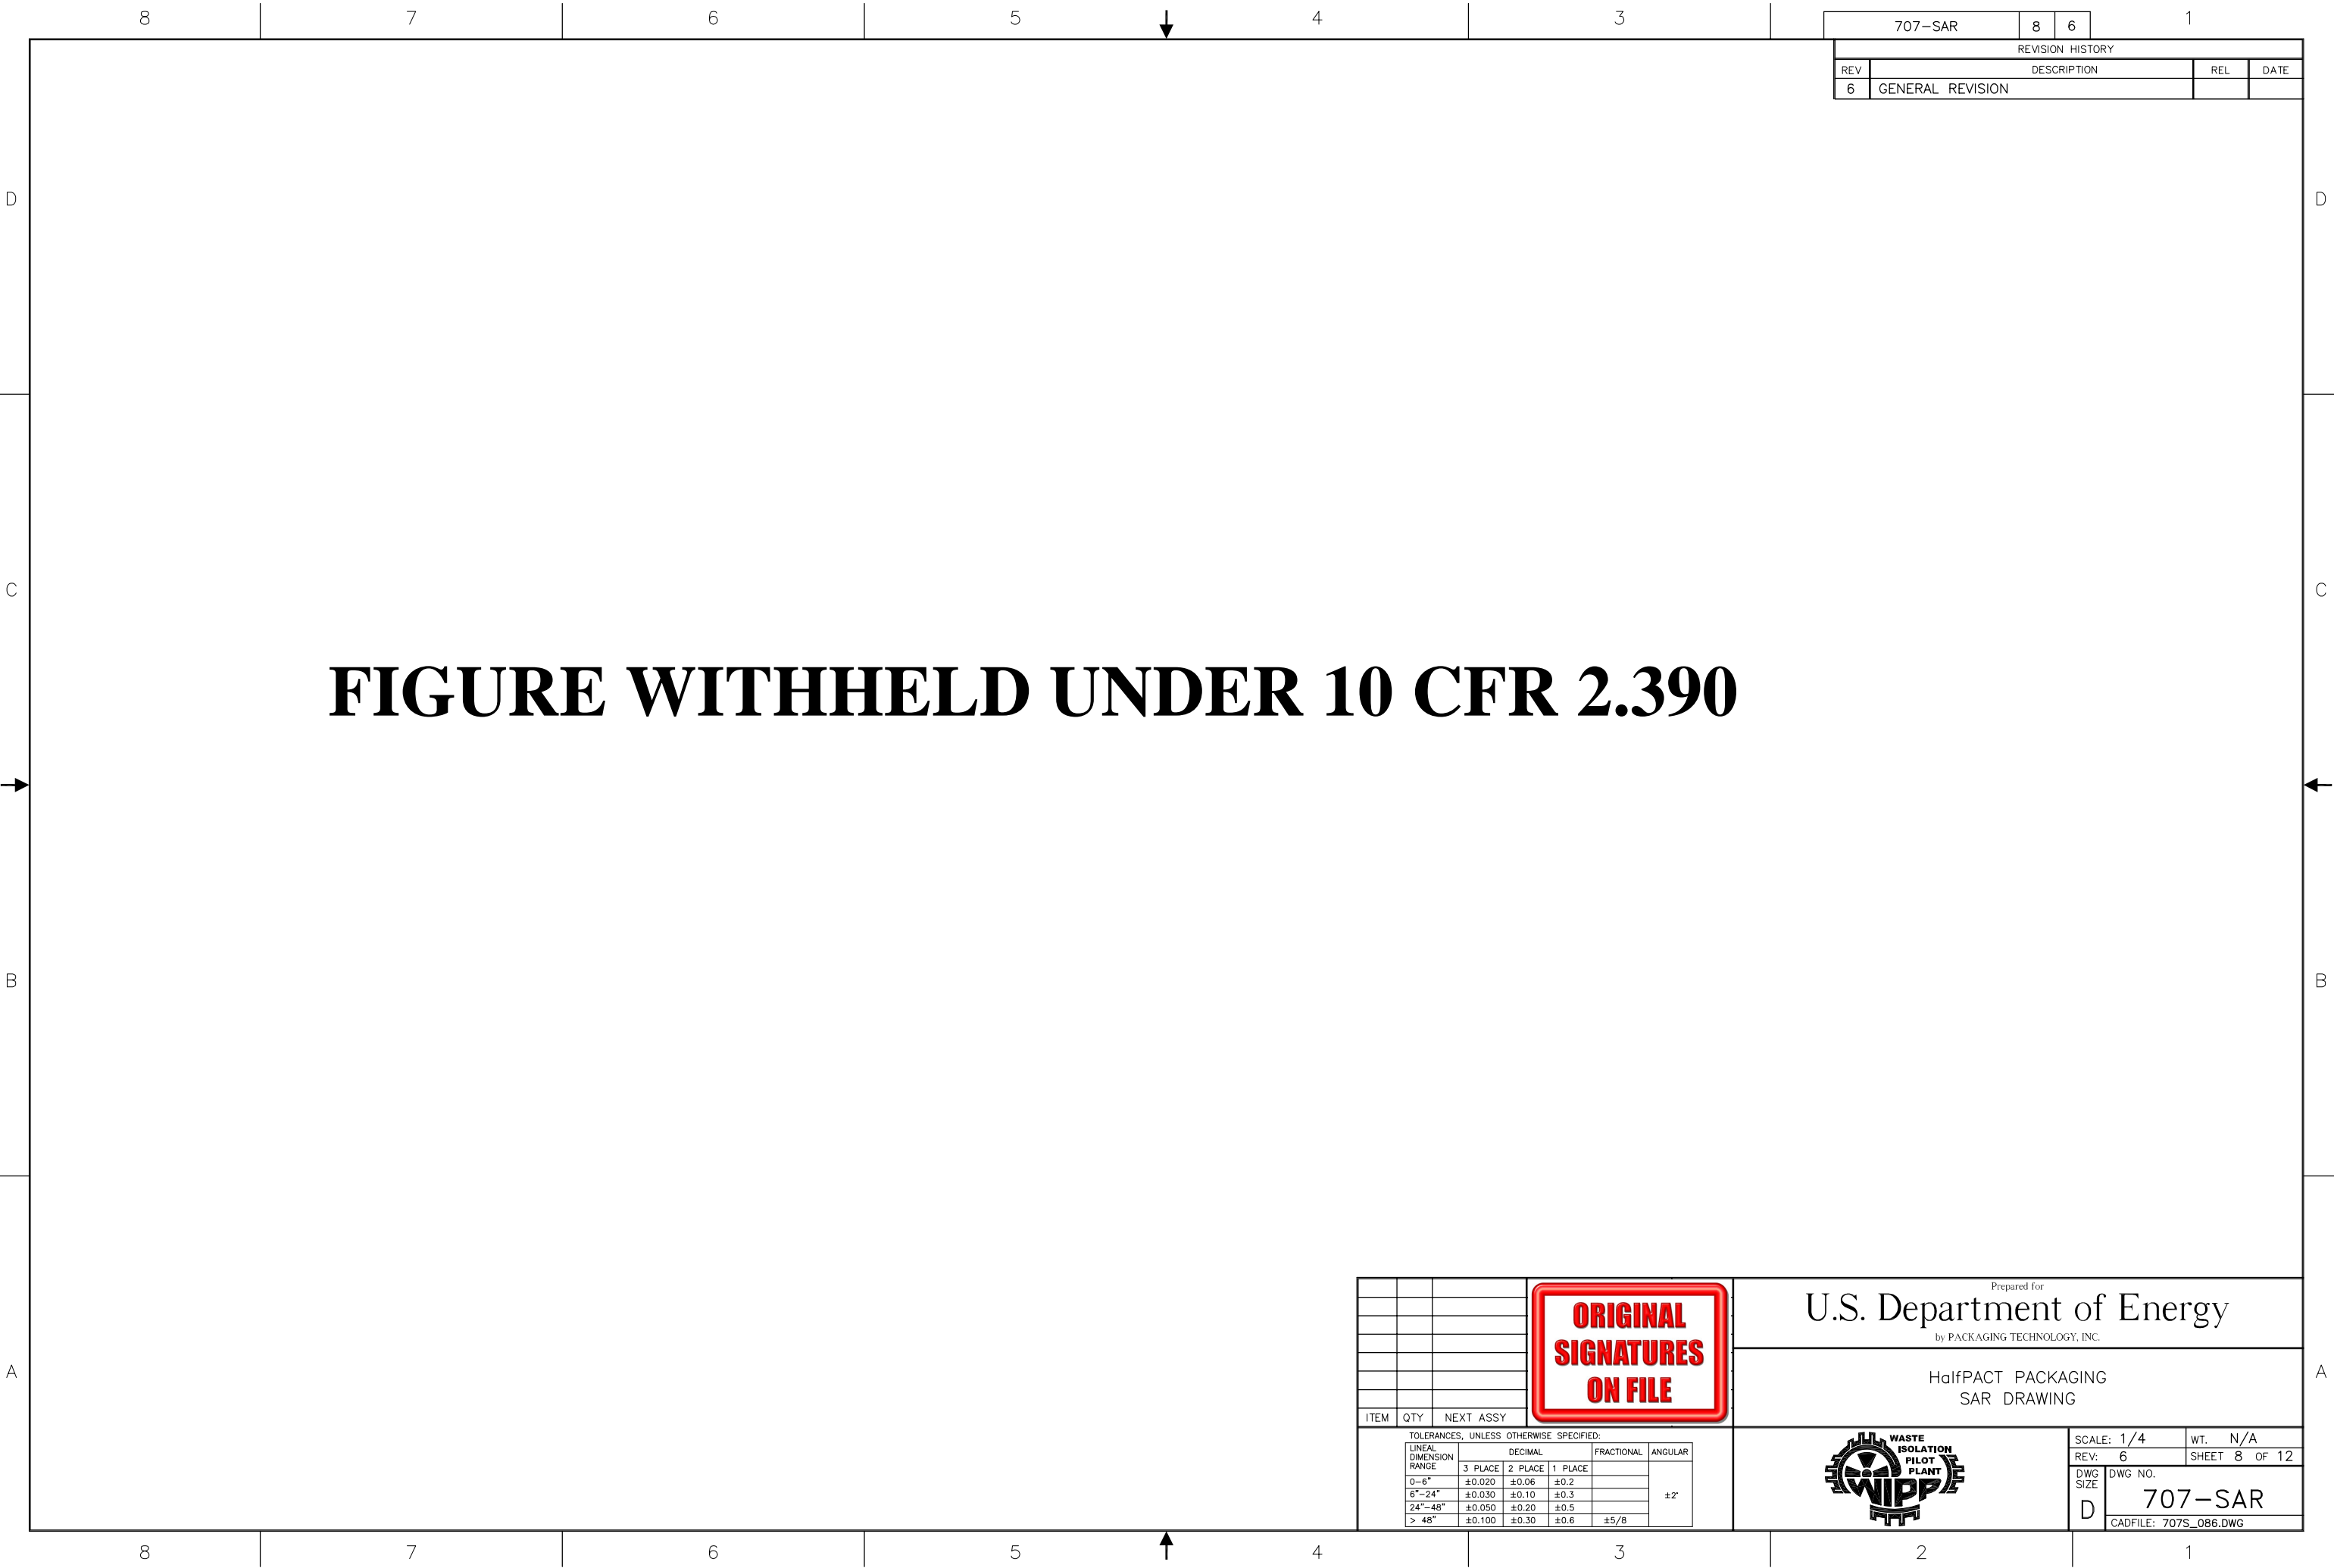 8 7 6 5 4 3 1
707-SAR 8 6
REVISION HISTORY
REV DESCRIPTION REL DATE
6 GENERAL REVISION
D D
C C
FIGURE WITHHELD UNDER 10 CFR 2.390
B B
A A
ITEM QTY NEXT ASSY
ORIGINAL
SIGNATURES
ON FILE
Prepared for
U.S. Department of Energy
by PACKAGING TECHNOLOGY, INC.
HalfPACT PACKAGING
SAR DRAWING
TOLERANCES, UNLESS OTHERWISE SPECIFIED:
LINEAL
DIMENSION
RANGE
DECIMAL FRACTIONAL ANGULAR
3 PLACE 2 PLACE 1 PLACE
0-6" ±0.020 ±0.06 ±0.2
6"-24" ±0.030 ±0.10 ±0.3
±2°
24"-48" ±0.050 ±0.20 ±0.5
> 48" ±0.100 ±0.30 ±0.6 ±5/8
WASTE
ISOLATION
PILOT
PLANT
WIPP
SCALE: 1/4 WT. N/A
REV: 6 SHEET 8 OF 12
DWG
SIZE
D
DWG NO.
707-SAR
CADFILE: 707S_086.DWG
8 7 6 5 4 3 2 1